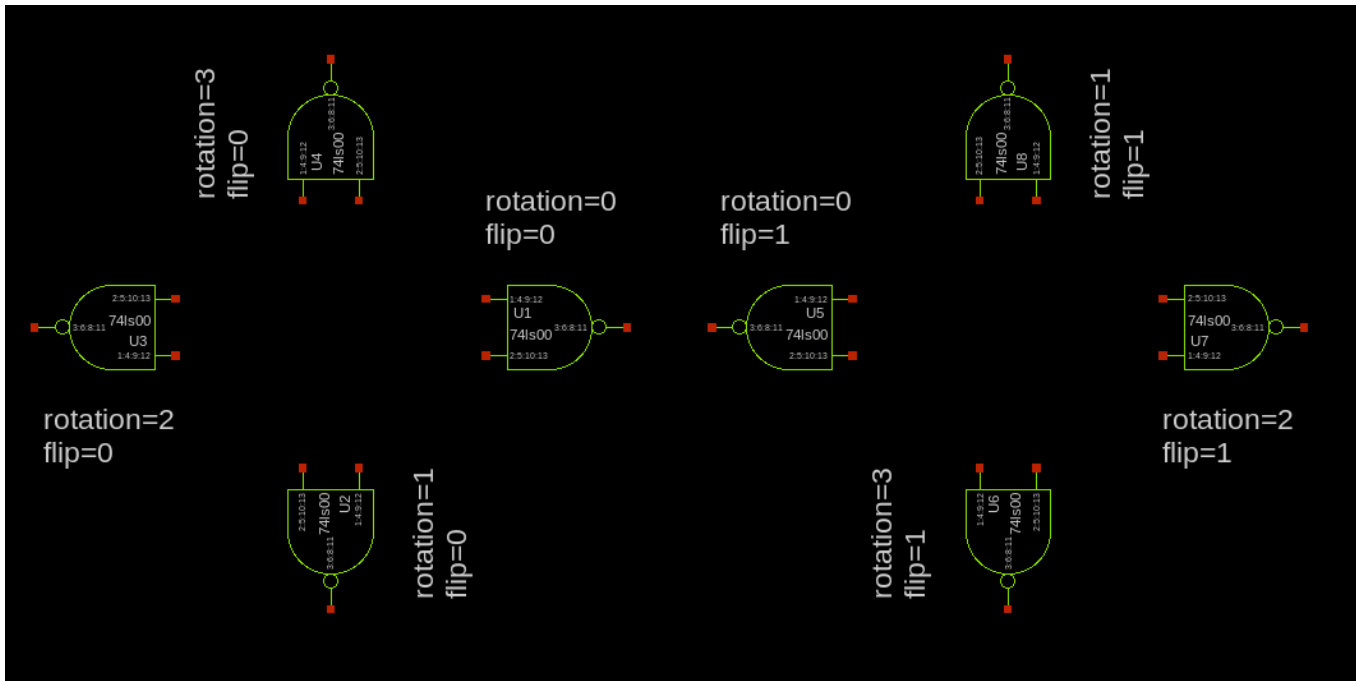 rotation=3
flip=0
1:4:9:12
U4
3:6:8:11
74ls00
2:5:10:13
rotation=1
flip=1
2:5:10:13
74ls00
3:6:8:11
U8
1:4:9:12
rotation=0
flip=0
rotation=0
flip=1
2:5:10:13
74ls00
3:6:8:11
U3
1:4:9:12
1:4:9:12
U1
74ls00
3:6:8:11
2:5:10:13
1:4:9:12
U5
3:6:8:11
74ls00
2:5:10:13
2:5:10:13
74ls00
3:6:8:11
U7
1:4:9:12
rotation=2
flip=0
rotation=2
flip=1
2:5:10:13
74ls00
3:6:8:11
U2
1:4:9:12
rotation=1
flip=0
rotation=3
flip=1
1:4:9:12
U6
3:6:8:11
74ls00
2:5:10:13